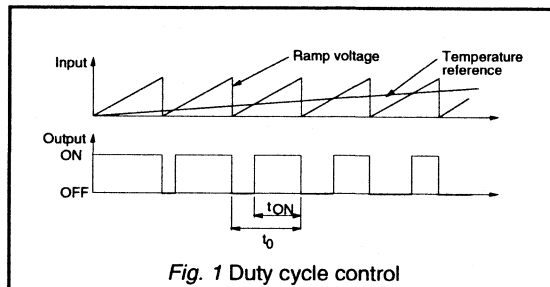 Input
Ramp voltage
Temperature
reference
Output
ON
OFF
tON
t0
Fig. 1 Duty cycle control